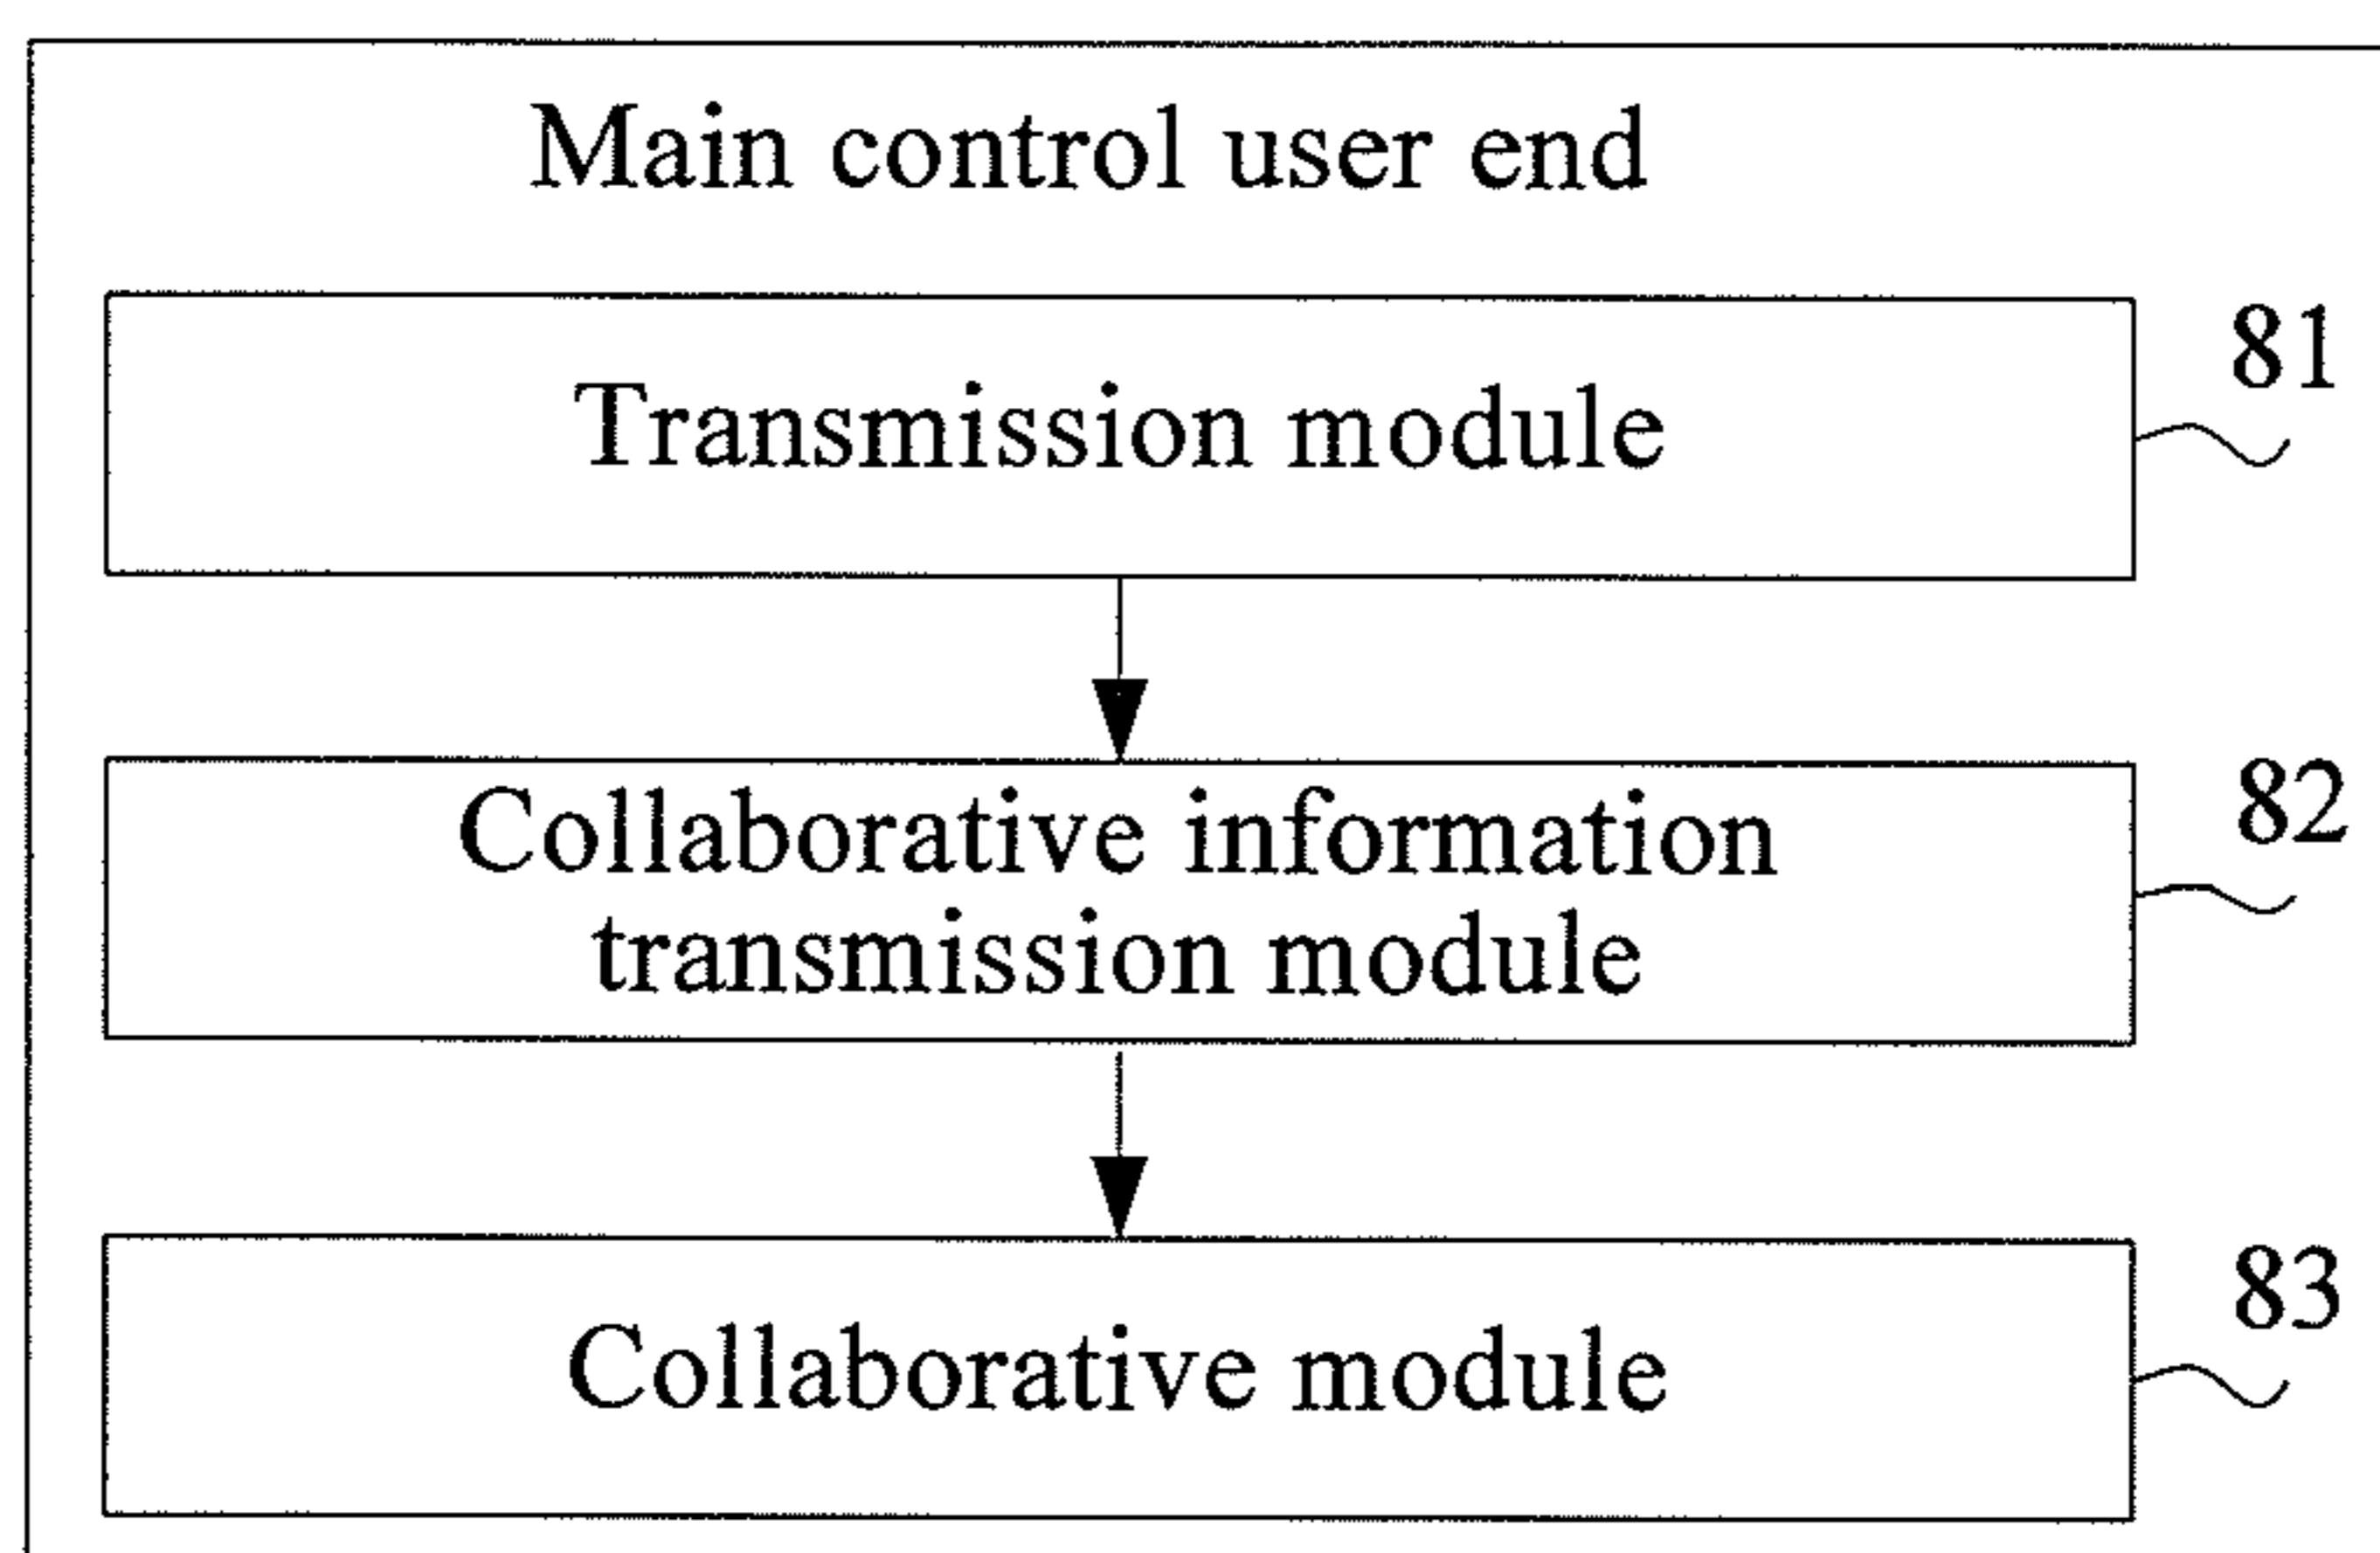 Main control user end
Transmission module
81
Collaborative information
transmission module
82
Collaborative module
83